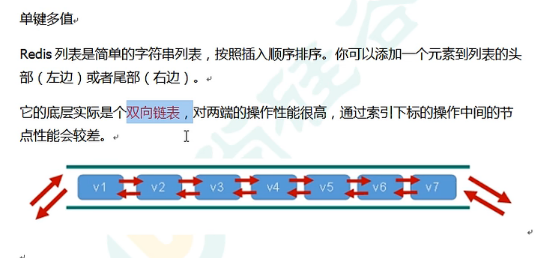 单键多值
Redis 列表是简单的字符串列表，按照插入顺序排序。你可以添加一个元素到列表的头
部（左边）或者尾部（右边）。
它的底层实际是个双向链表，对两端的操作性能很高，通过索引下标的操作中间的节
点性能会较差。
v1 v2 v3 v4 v5 v6 v7